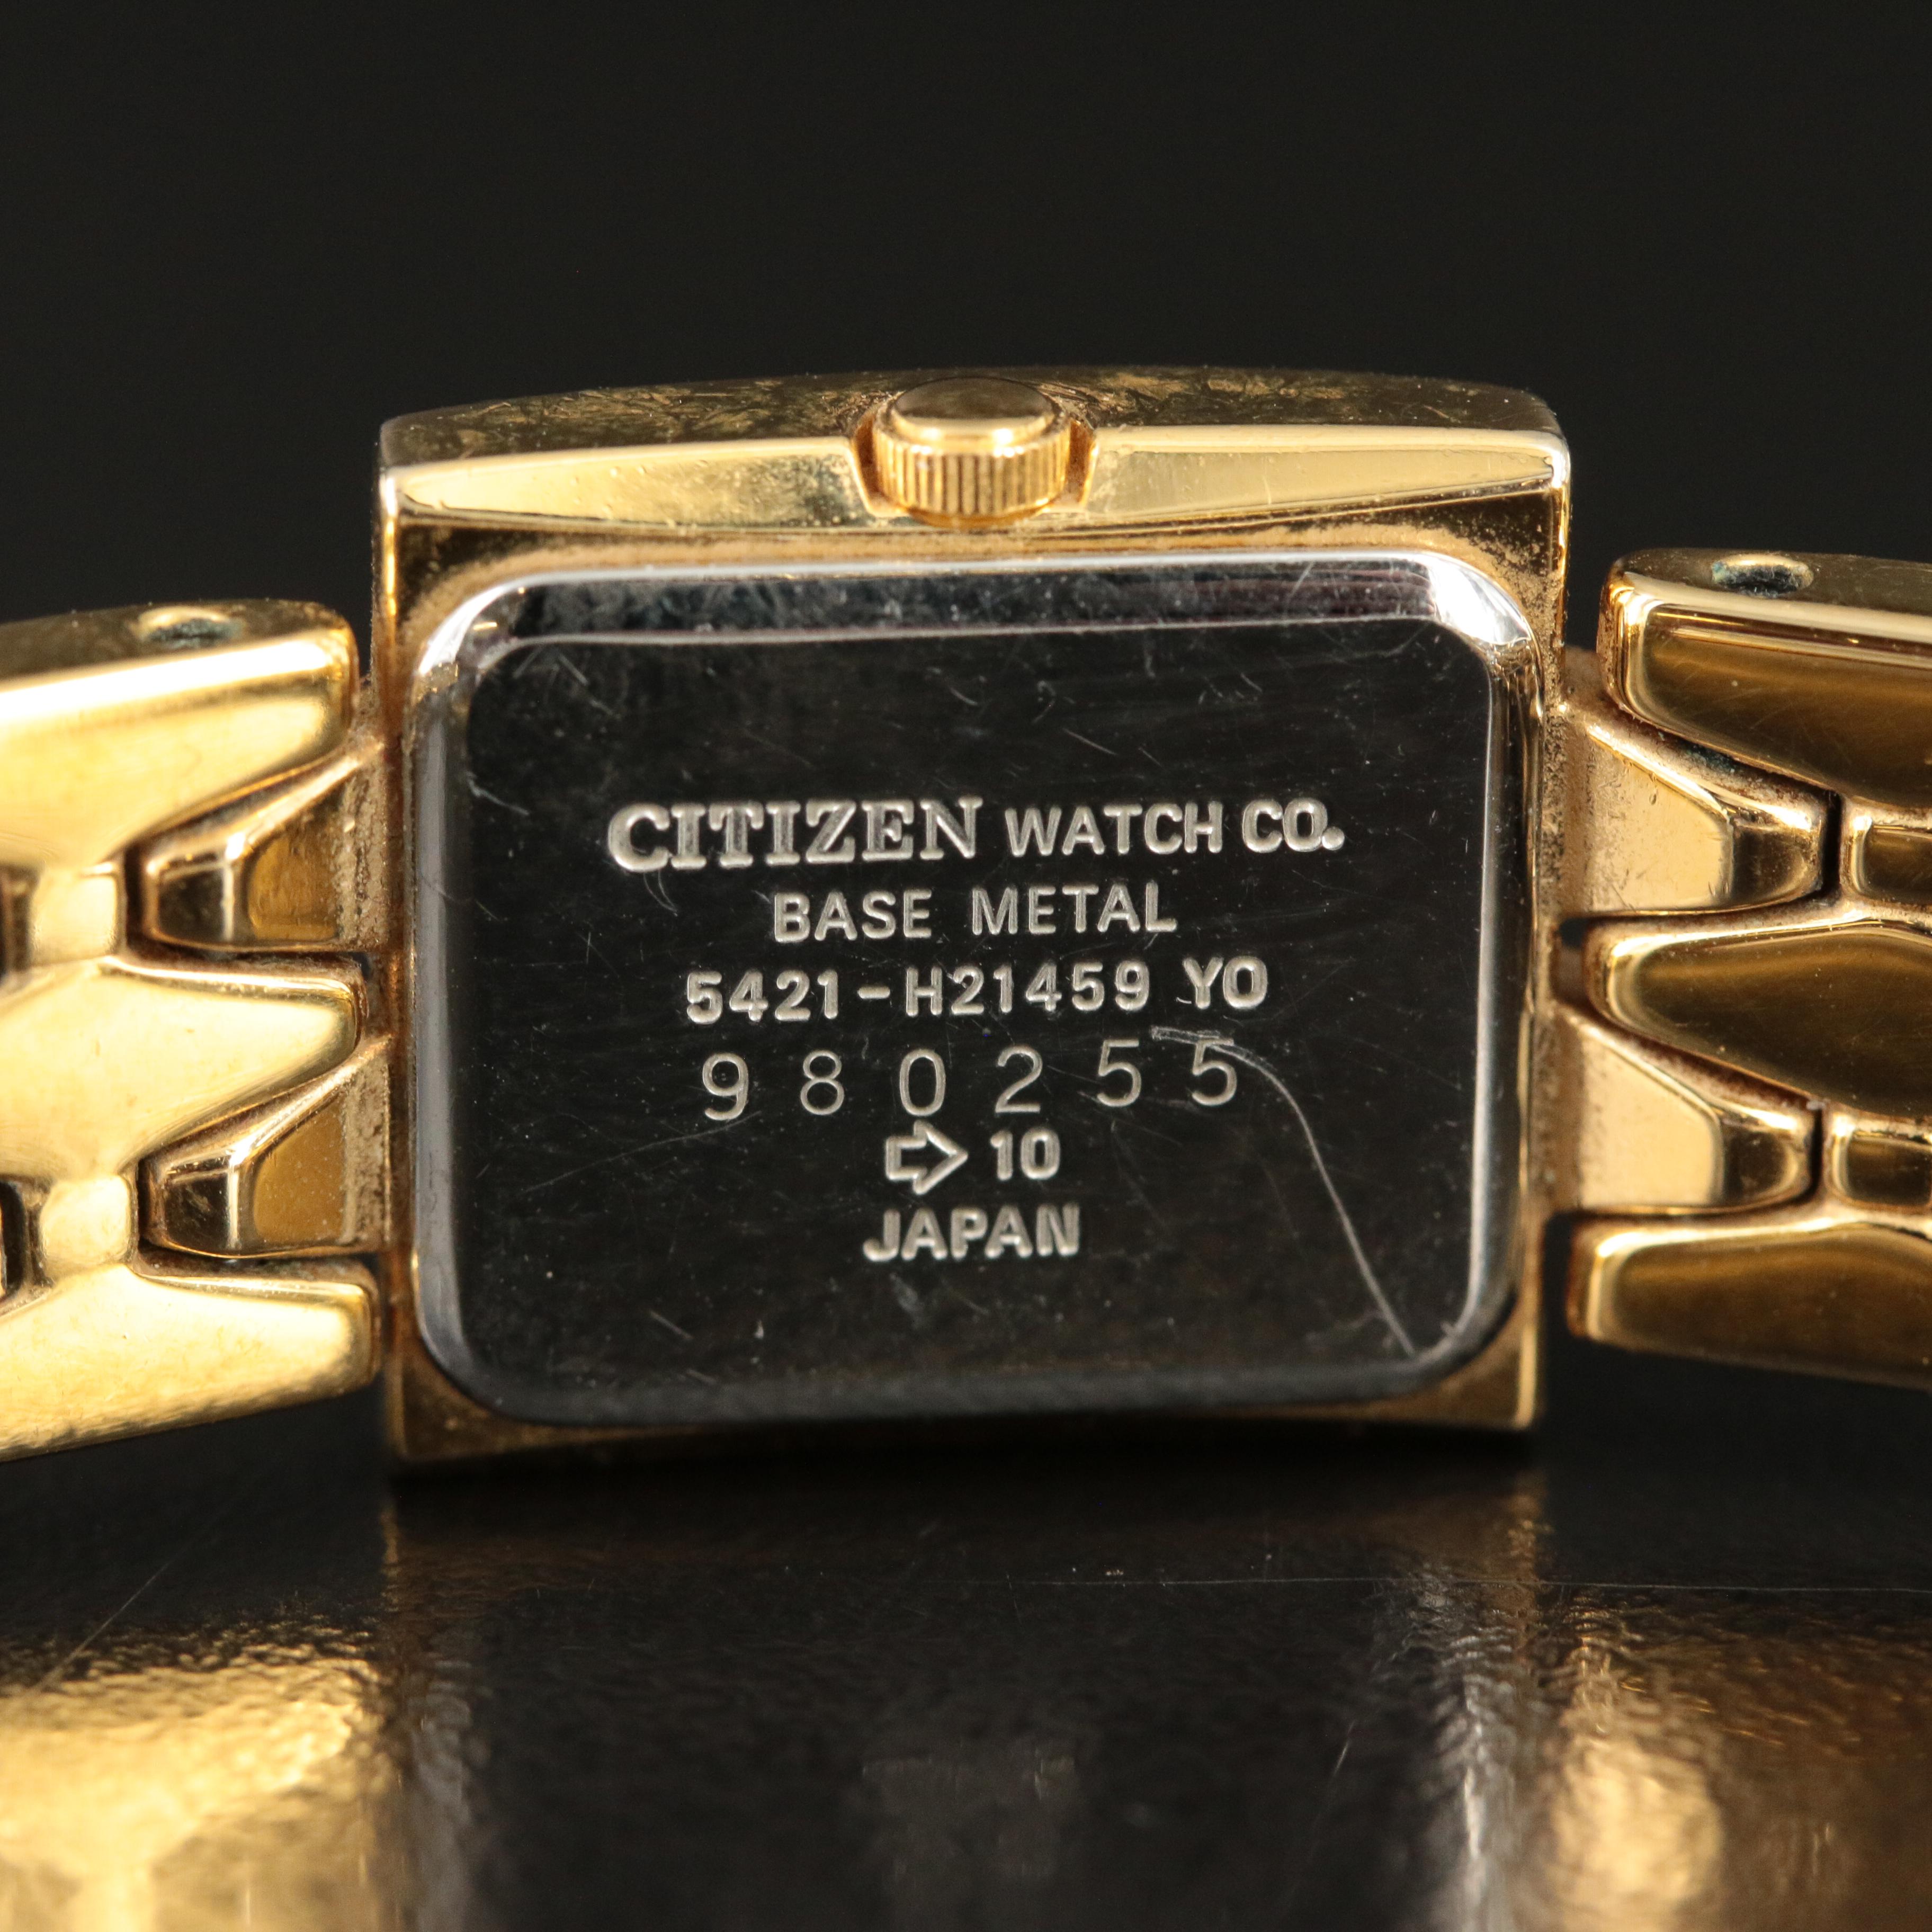 CITIZEN WATCH CO.
BASE METAL
5421-H21459 YO
980255
⇨ 10
JAPAN